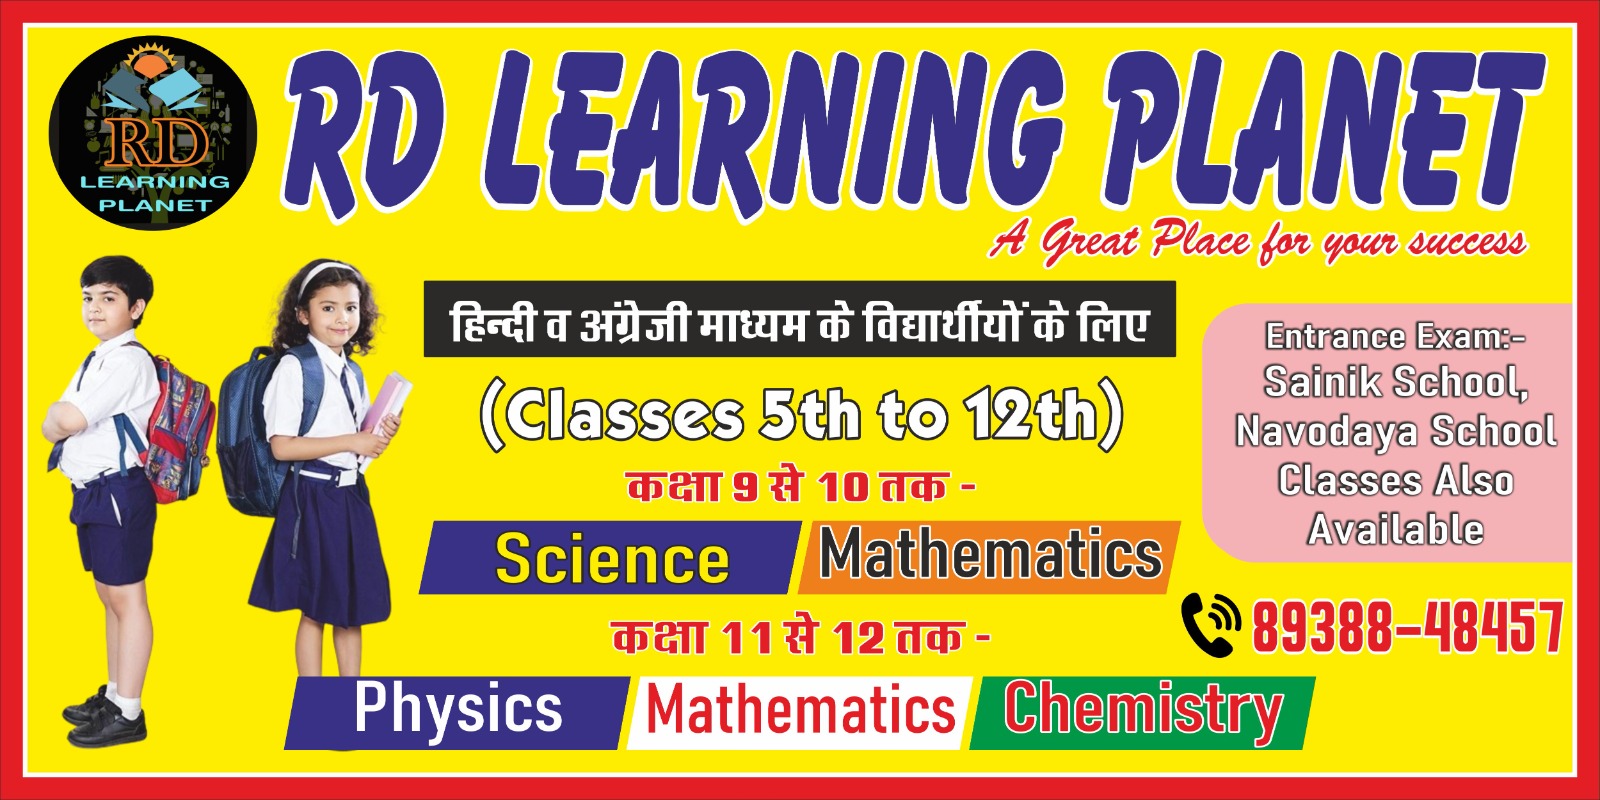 RD
LEARNING
PLANET
RD LEARNING PLANET
A Great Place for your success
हिन्दी व अंग्रेजी माध्यम के विद्यार्थीयों के लिए
(Classes 5th to 12th)
कक्षा 9 से 10 तक -
Science Mathematics
कक्षा 11 से 12 तक -
Physics Mathematics Chemistry
Entrance Exam:-
Sainik School,
Navodaya School
Classes Also
Available
89388-48457